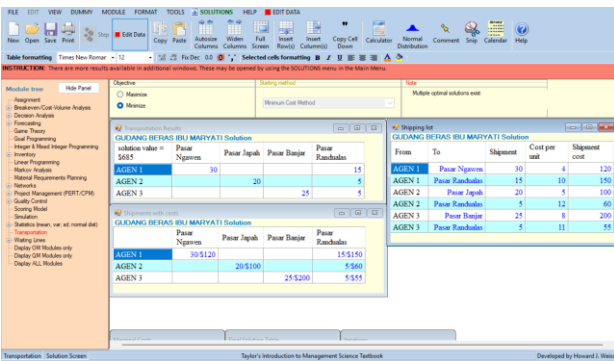 FILE EDIT VIEW DUMMY MODULE FORMAT TOOLS SOLUTIONS HELP EDIT DATA
New Open Save Print Step Edit Data Copy Paste Autosize Columns Widen Columns Full Screen Insert Row(s) Insert Column(s) Copy Cell Down Calculator Normal Distribution Comment Snip Calendar Help
Table formatting Times New Roman 12 Fix Dec 0.0 Selected cells formatting B I U
INSTRUCTION: There are more results available in additional windows. These may be opened by using the SOLUTIONS menu in the Main Menu.
Module tree Hide Panel
Assignment
Breakeven/Cost-Volume Analysis
Decision Analysis
Forecasting
Game Theory
Goal Programming
Integer & Mixed Integer Programming
Inventory
Linear Programming
Markov Analysis
Material Requirements Planning
Networks
Project Management (PERT/CPM)
Quality Control
Scoring Model
Simulation
Statistics (mean, var, sd; normal dist)
Transportation
Waiting Lines
Display OM Modules only
Display QM Modules only
Display ALL Modules
Objective
Maximize
Minimize
Starting method
Minimum Cost Method
Note
Multiple optimal solutions exist
Transportation Results
GUDANG BERAS IBU MARYATI Solution
solution value = $685 Pasar Ngawen Pasar Japah Pasar Banjar Pasar Randualas
AGEN 1 30 15
AGEN 2 20 5
AGEN 3 25 5
Shipments with costs
GUDANG BERAS IBU MARYATI Solution
Pasar Ngawen Pasar Japah Pasar Banjar Pasar Randualas
AGEN 1 30/$120 15/$150
AGEN 2 20/$100 5/$60
AGEN 3 25/$200 5/$55
Shipping list
GUDANG BERAS IBU MARYATI Solution
From To Shipment Cost per unit Shipment cost
AGEN 1 Pasar Ngawen 30 4 120
AGEN 1 Pasar Randualas 15 10 150
AGEN 2 Pasar Japah 20 5 100
AGEN 2 Pasar Randualas 5 12 60
AGEN 3 Pasar Banjar 25 8 200
AGEN 3 Pasar Randualas 5 11 55
Marginal Costs Final Solution Table Iterations
Transportation Solution Screen Taylor's Introduction to Management Science Textbook Developed by Howard J. Weiss